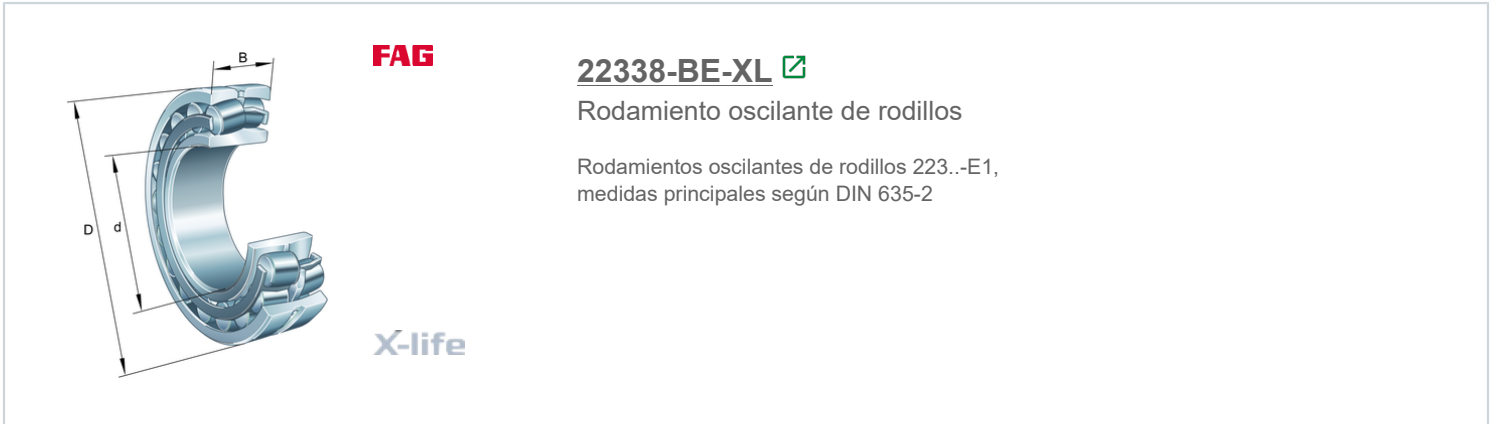 B
FAG
22338-BE-XL
Rodamiento oscilante de rodillos
Rodamientos oscilantes de rodillos 223..-E1,
medidas principales según DIN 635-2
D
d
X-life